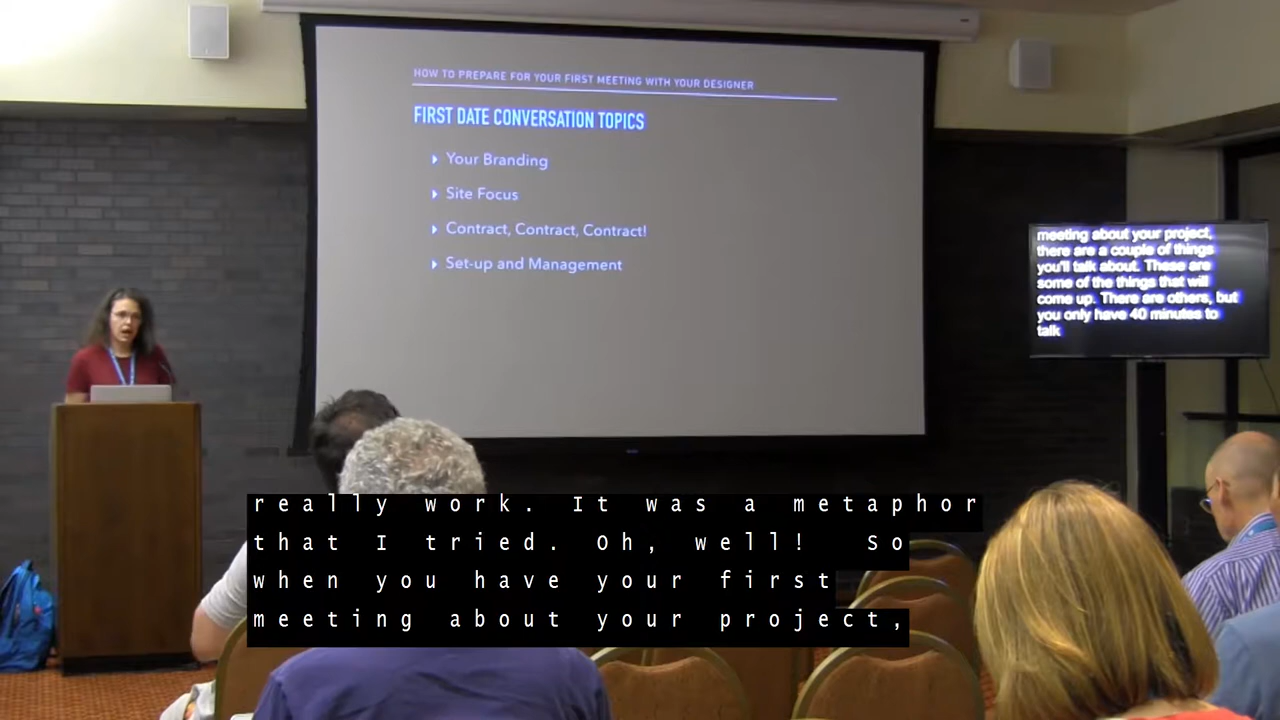 HOW TO PREPARE FOR YOUR FIRST MEETING WITH YOUR DESIGNER
FIRST DATE CONVERSATION TOPICS
Your Branding
Site Focus
Contract, Contract, Contract!
Set-up and Management
meeting about your project,
there are a couple of things
you'll talk about. These are
some of the things that will
come up. There are others, but
you only have 40 minutes to
talk
really work. It was a metaphor
that I tried. Oh, well! So
when you have your first
meeting about your project,